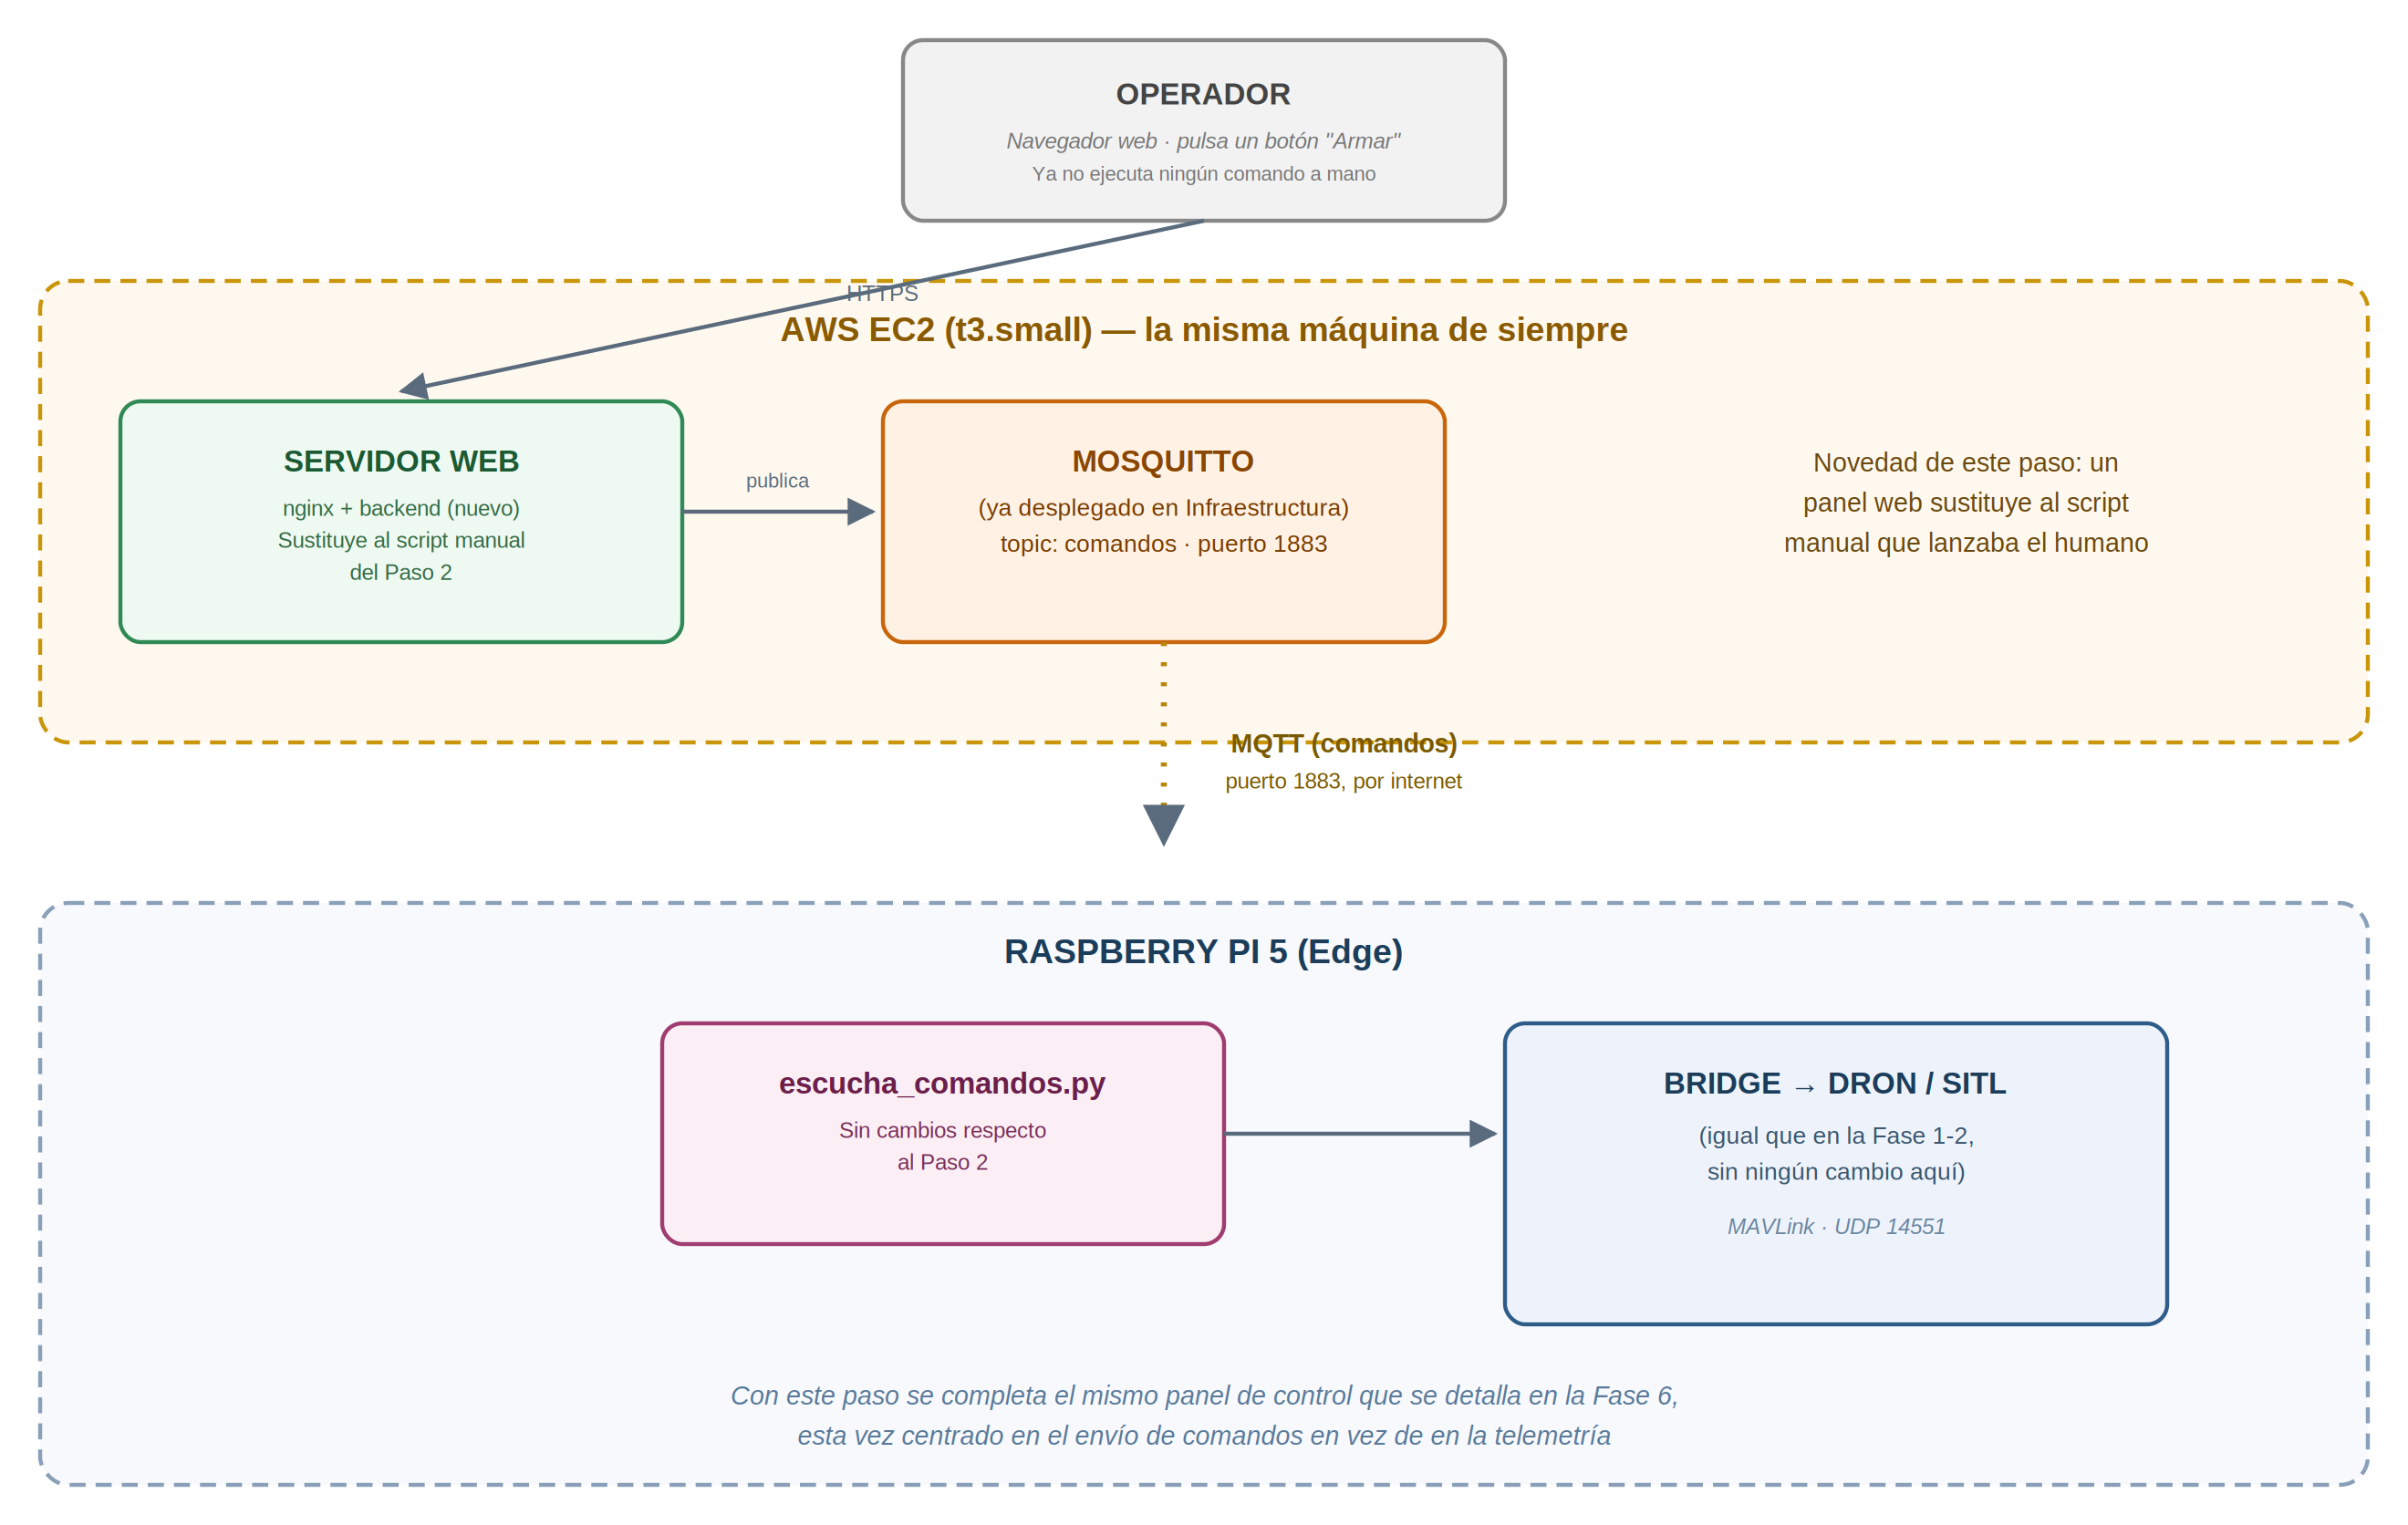 OPERADOR
Navegador web · pulsa un botón "Armar"
Ya no ejecuta ningún comando a mano
HTTPS
AWS EC2 (t3.small) — la misma máquina de siempre
SERVIDOR WEB
nginx + backend (nuevo)
Sustituye al script manual
del Paso 2
publica
MOSQUITTO
(ya desplegado en Infraestructura)
topic: comandos · puerto 1883
Novedad de este paso: un
panel web sustituye al script
manual que lanzaba el humano
MQTT (comandos)
puerto 1883, por internet
RASPBERRY PI 5 (Edge)
escucha_comandos.py
Sin cambios respecto
al Paso 2
BRIDGE → DRON / SITL
(igual que en la Fase 1-2,
sin ningún cambio aquí)
MAVLink · UDP 14551
Con este paso se completa el mismo panel de control que se detalla en la Fase 6,
esta vez centrado en el envío de comandos en vez de en la telemetría